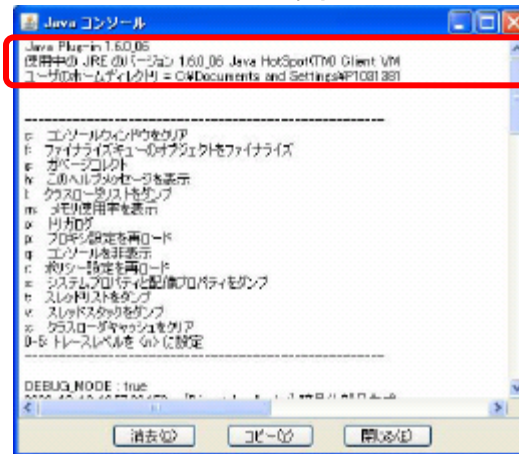 Java コンソール
Java Plug-in 1.6.0_06
使用中の JRE のバージョン 1.6.0_06 Java HotSpot(TM) Client VM
ユーザのホームディレクトリ = C:¥Documents and Settings¥P1031381
----------------------------------------------------------------
c: コンソールウィンドウをクリア
f: ファイナライズキューのオブジェクトをファイナライズ
g: ガベージコレクト
h: このヘルプメッセージを表示
l: クラスローダリストをダンプ
m: メモリ使用率を表示
o: トリガログ
p: プロキシ設定を再ロード
q: コンソールを非表示
r: ポリシー設定を再ロード
s: システムプロパティと配備プロパティをダンプ
t: スレッドリストをダンプ
v: スレッドスタックをダンプ
x: クラスローダキャッシュをクリア
0-5: トレースレベルを <n> に設定
----------------------------------------------------------------
DEBUG_MODE : true
消去(Q) コピー(Y) 閉じる(E)